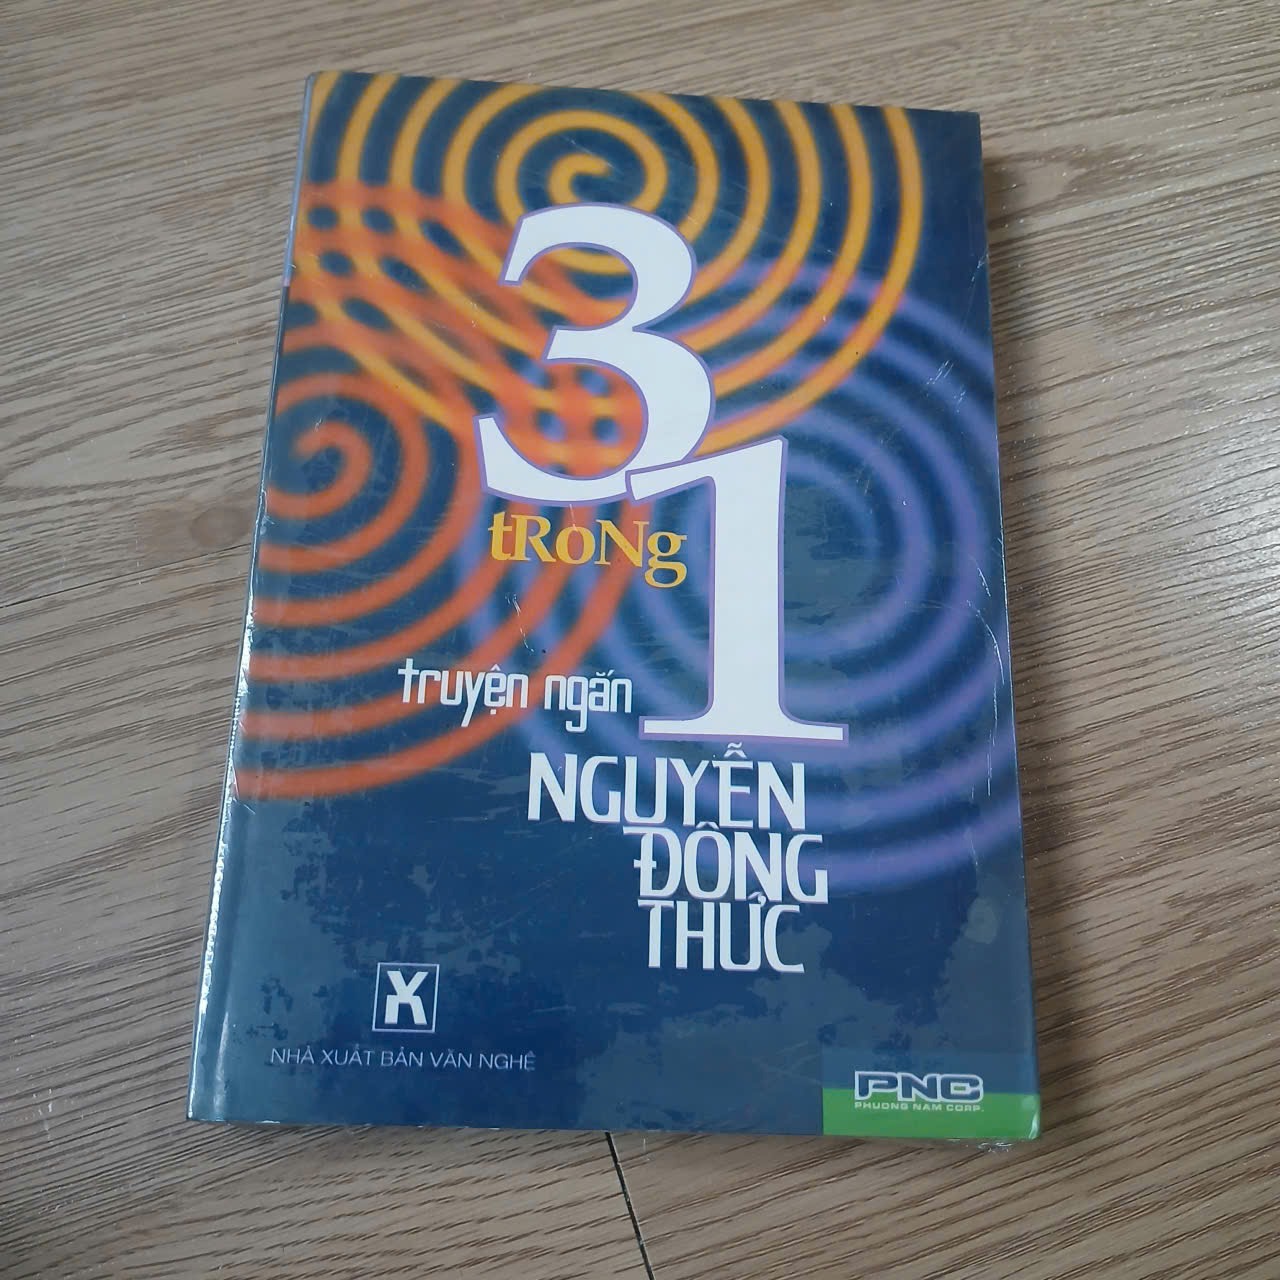 3
tRoNg
1
truyện ngắn
NGUYỄN
ĐÔNG
THỨC
NHÀ XUẤT BẢN VĂN NGHỆ
PNC
PHUONG NAM CORP.